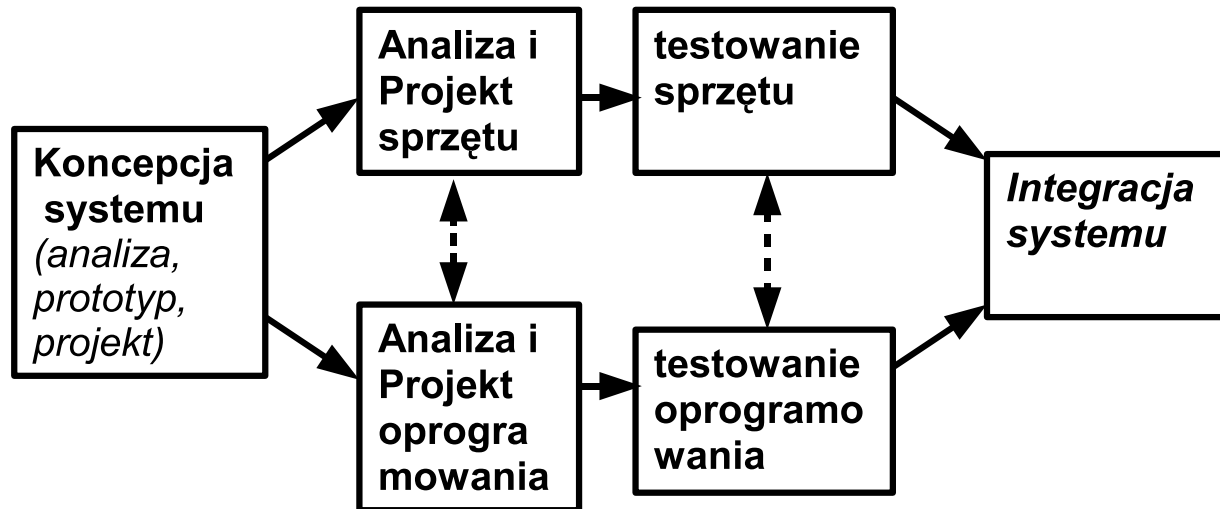 Koncepcja
systemu
(analiza,
prototyp,
projekt)
Analiza i
Projekt
sprzętu
testowanie
sprzętu
Analiza i
Projekt
oprogra
mowania
testowanie
oprogramo
wania
Integracja
systemu